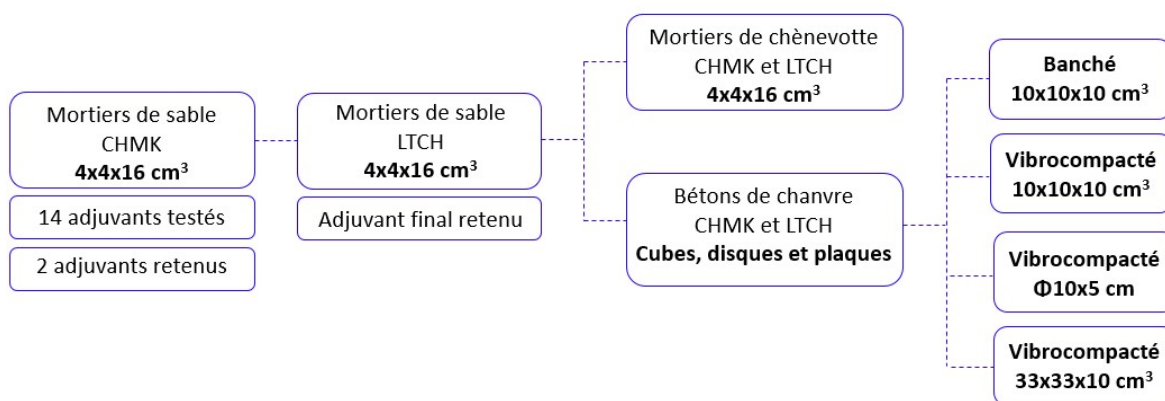 Mortiers de sable
CHMK
4x4x16 cm³
14 adjuvants testés
2 adjuvants retenus
Mortiers de sable
LTCH
4x4x16 cm³
Adjuvant final retenu
Mortiers de chènevotte
CHMK et LTCH
4x4x16 cm³
Bétons de chanvre
CHMK et LTCH
Cubes, disques et plaques
Banché
10x10x10 cm³
Vibrocompacté
10x10x10 cm³
Vibrocompacté
Φ10x5 cm
Vibrocompacté
33x33x10 cm³